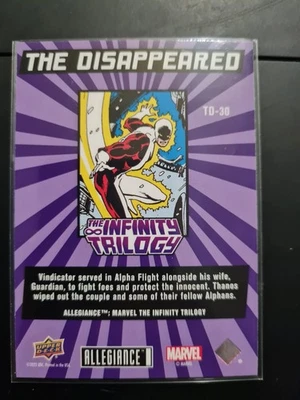 THE DISAPPEARED
TD-30
THE
INFINITY
TRILOGY
Vindicator served in Alpha Flight alongside his wife,
Guardian, to fight fees and protect the innocent. Thanos
wiped out the couple and some of their fellow Alphans.
ALLEGIANCE™: MARVEL THE INFINITY TRILOGY
UPPER DECK
ALLEGIANCE
MARVEL